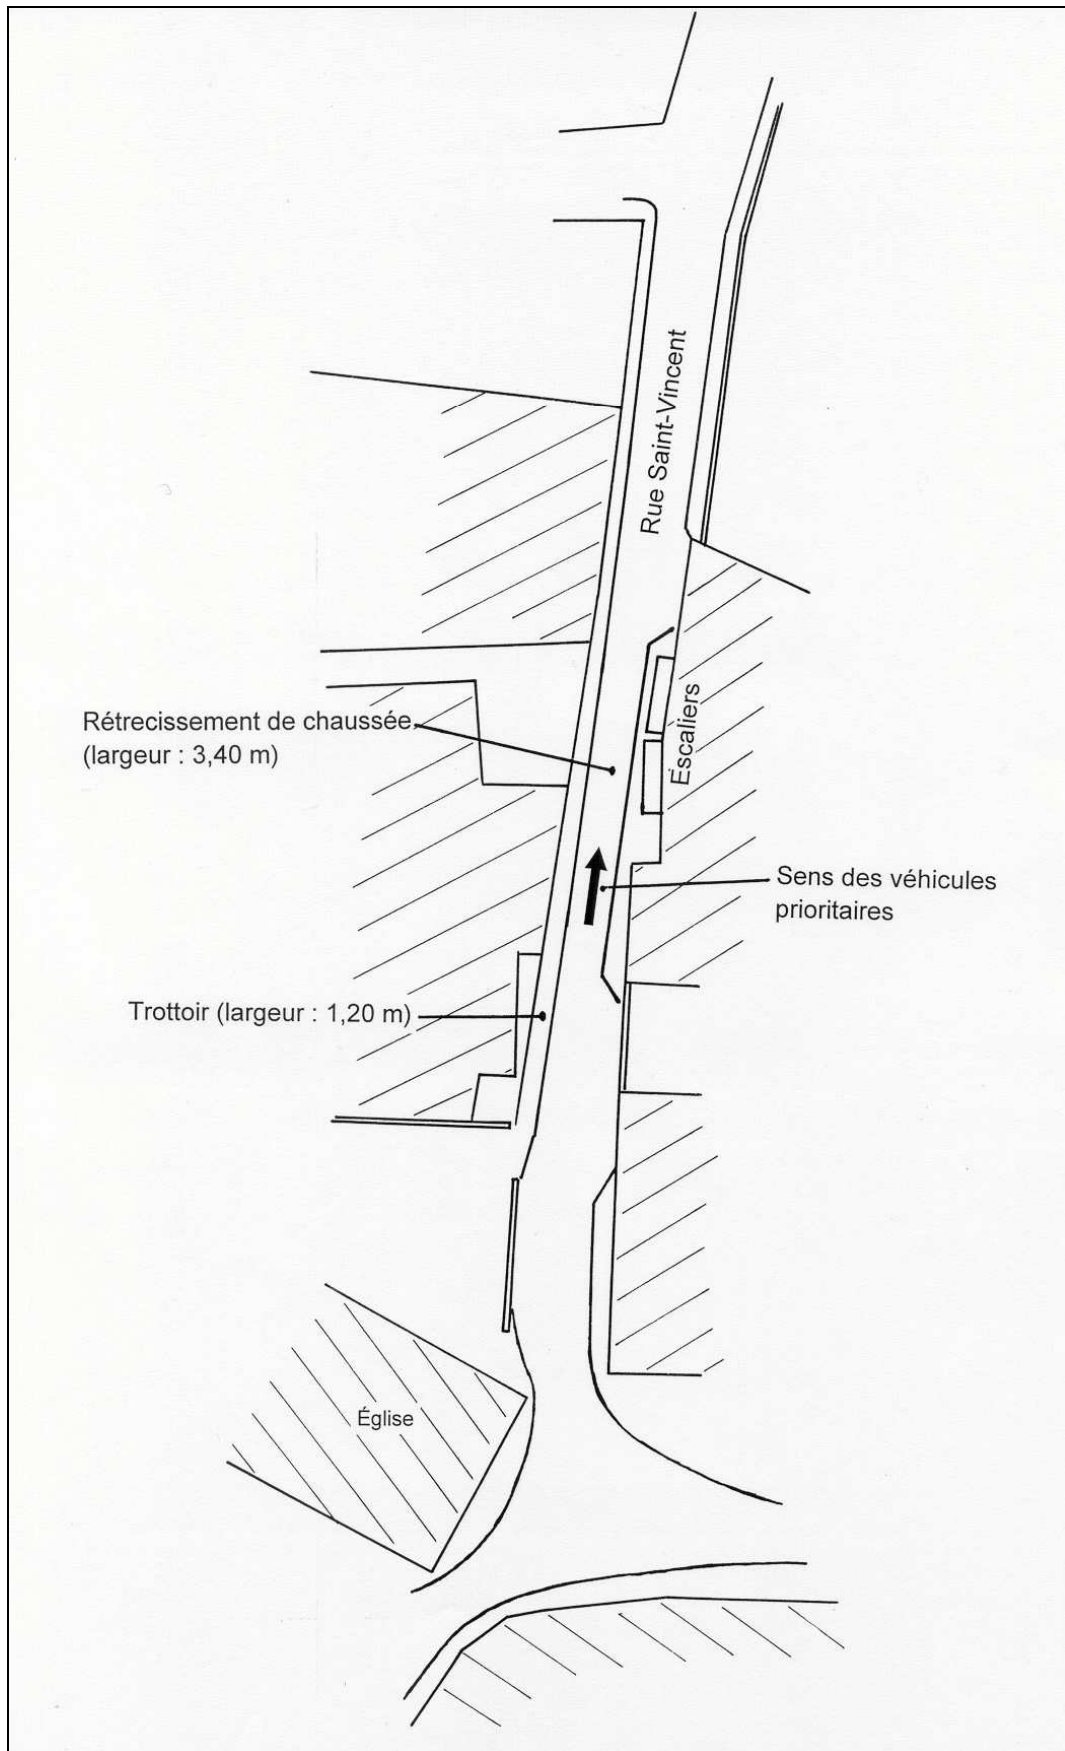 Rue Saint-Vincent
Rétrecissement de chaussée
(largeur : 3,40 m)
Escaliers
Sens des véhicules
prioritaires
Trottoir (largeur : 1,20 m)
Église